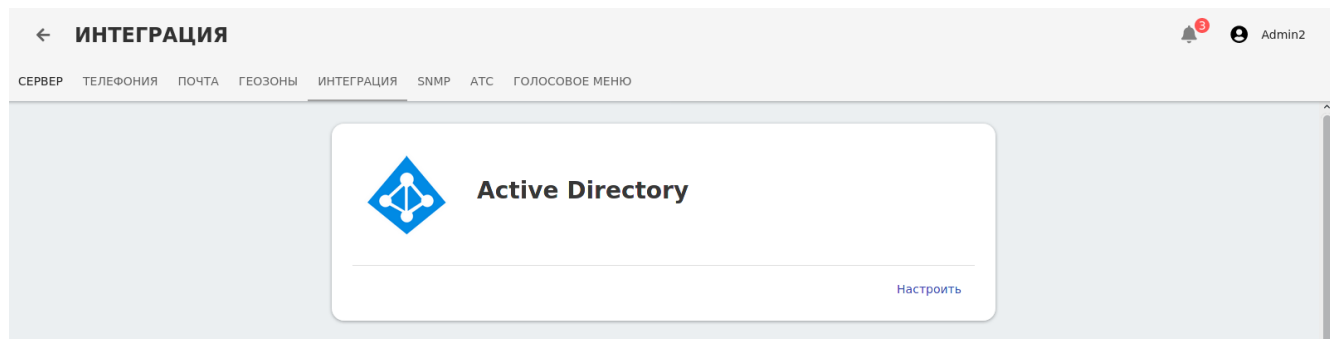 ИНТЕГРАЦИЯ
3
Admin2
СЕРВЕР ТЕЛЕФОНИЯ ПОЧТА ГЕОЗОНЫ ИНТЕГРАЦИЯ SNMP АТС ГОЛОСОВОЕ МЕНЮ
Active Directory
Настроить